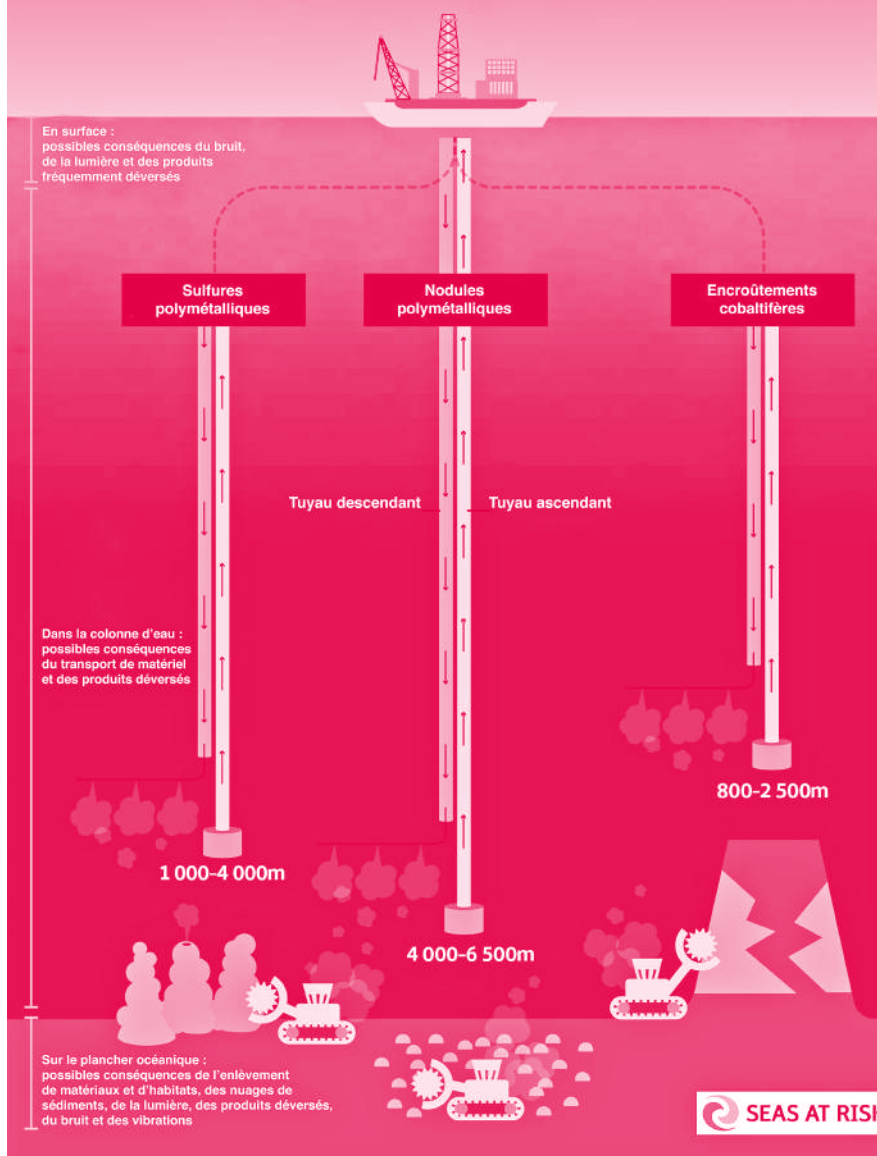 En surface :
possibles conséquences du bruit,
de la lumière et des produits
fréquemment déversés
Sulfures
polymétalliques
Nodules
polymétalliques
Encroûtements
cobaltifères
Tuyau descendant
Tuyau ascendant
Dans la colonne d'eau :
possibles conséquences
du transport de matériel
et des produits déversés
800-2 500m
1 000-4 000m
4 000-6 500m
Sur le plancher océanique :
possibles conséquences de l'enlèvement
de matériaux et d'habitats, des nuages de
sédiments, de la lumière, des produits déversés,
du bruit et des vibrations
SEAS AT RISK